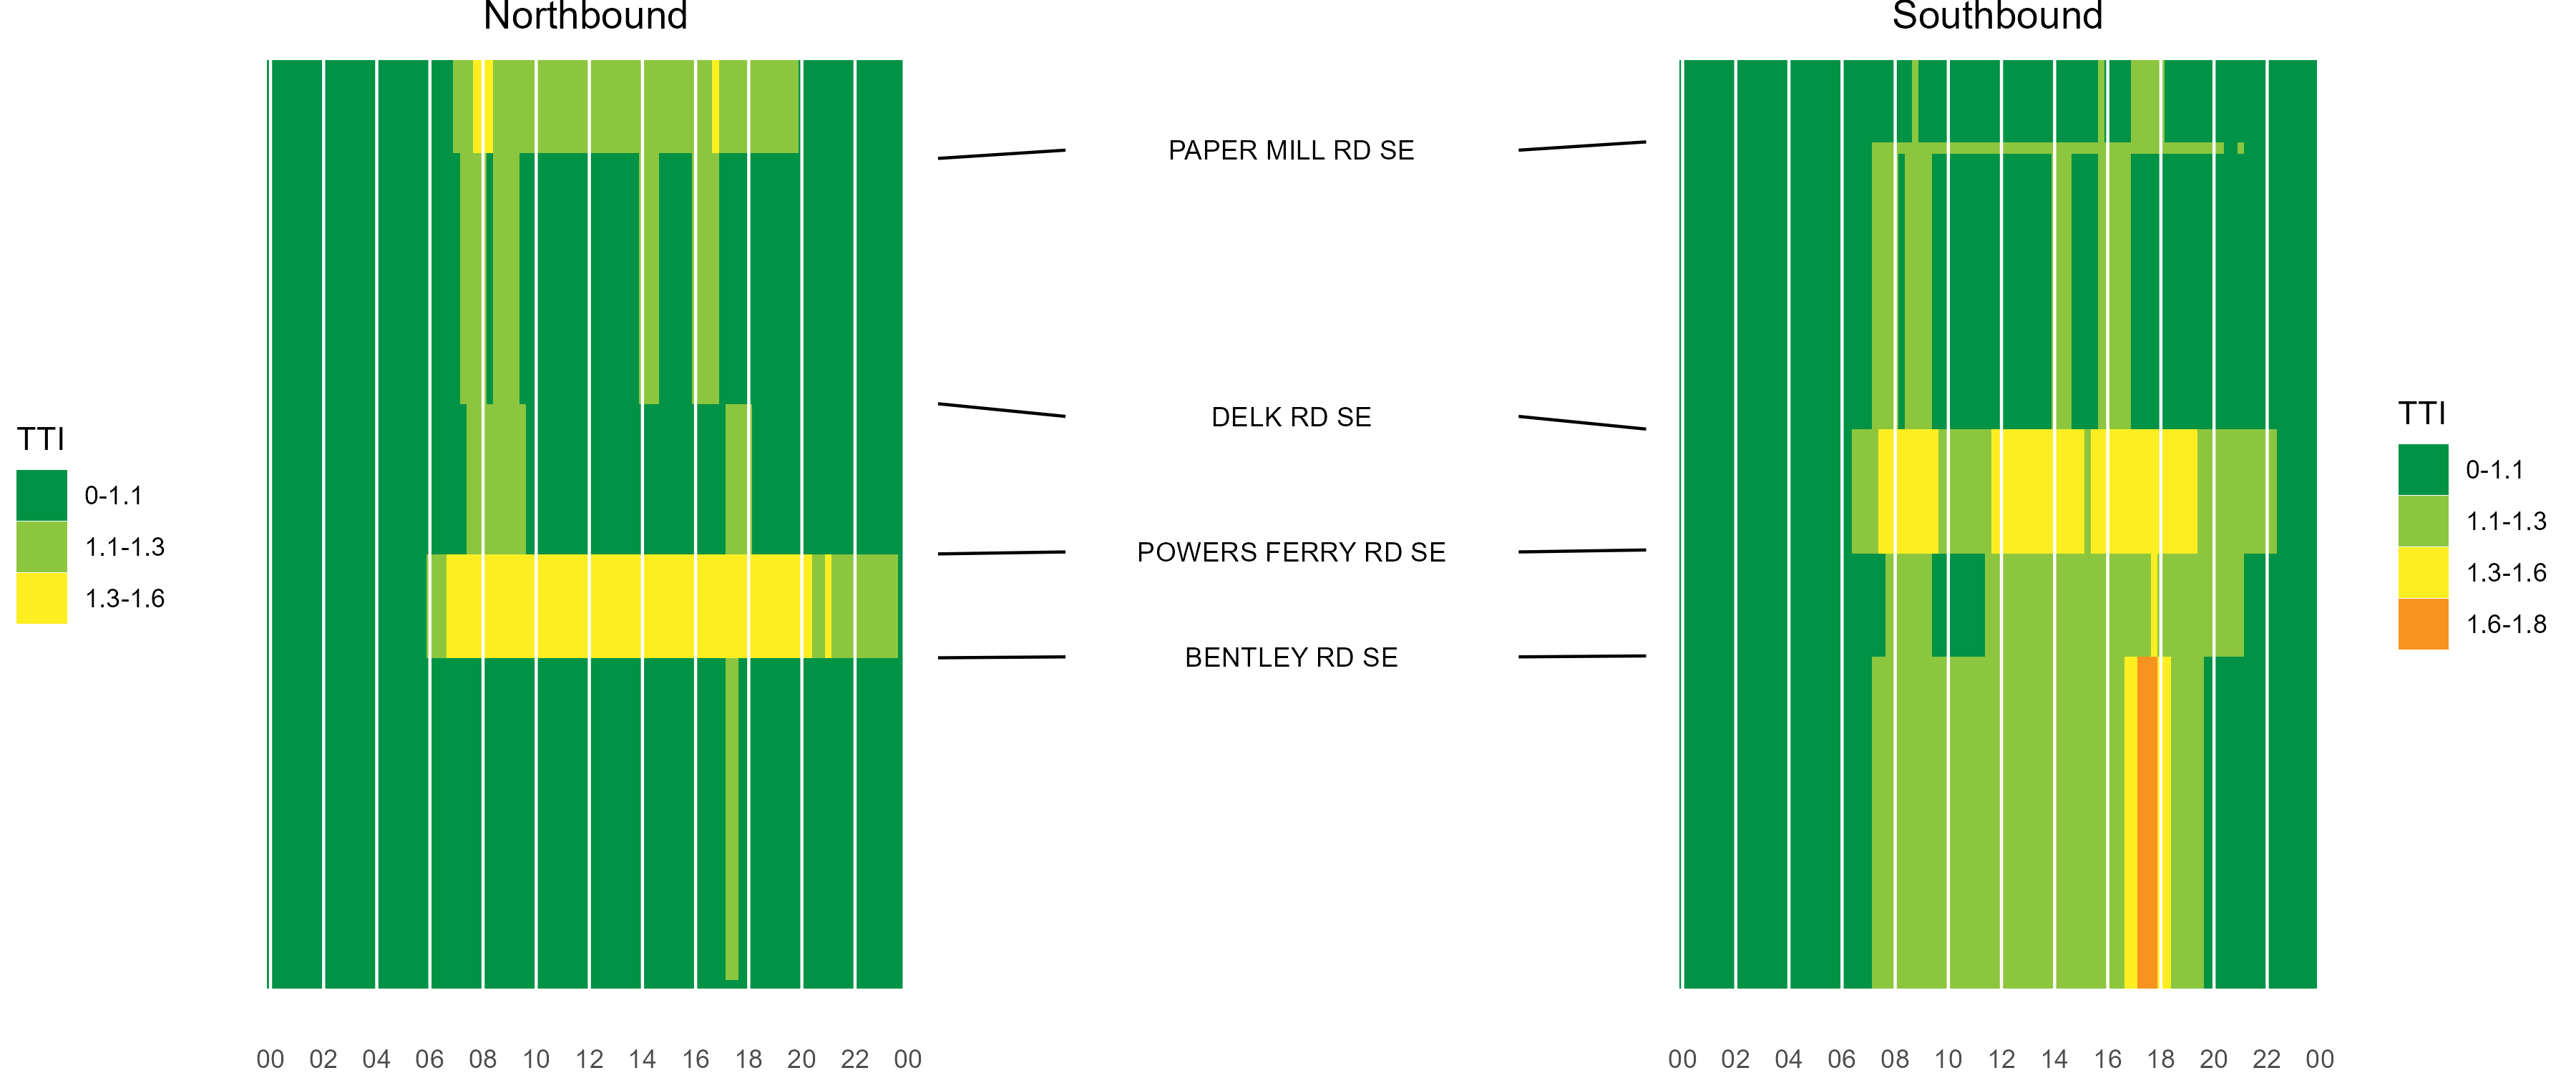 Northbound
Southbound
PAPER MILL RD SE
DELK RD SE
POWERS FERRY RD SE
BENTLEY RD SE
TTI
0-1.1
1.1-1.3
1.3-1.6
TTI
0-1.1
1.1-1.3
1.3-1.6
1.6-1.8
00 02 04 06 08 10 12 14 16 18 20 22 00
00 02 04 06 08 10 12 14 16 18 20 22 00